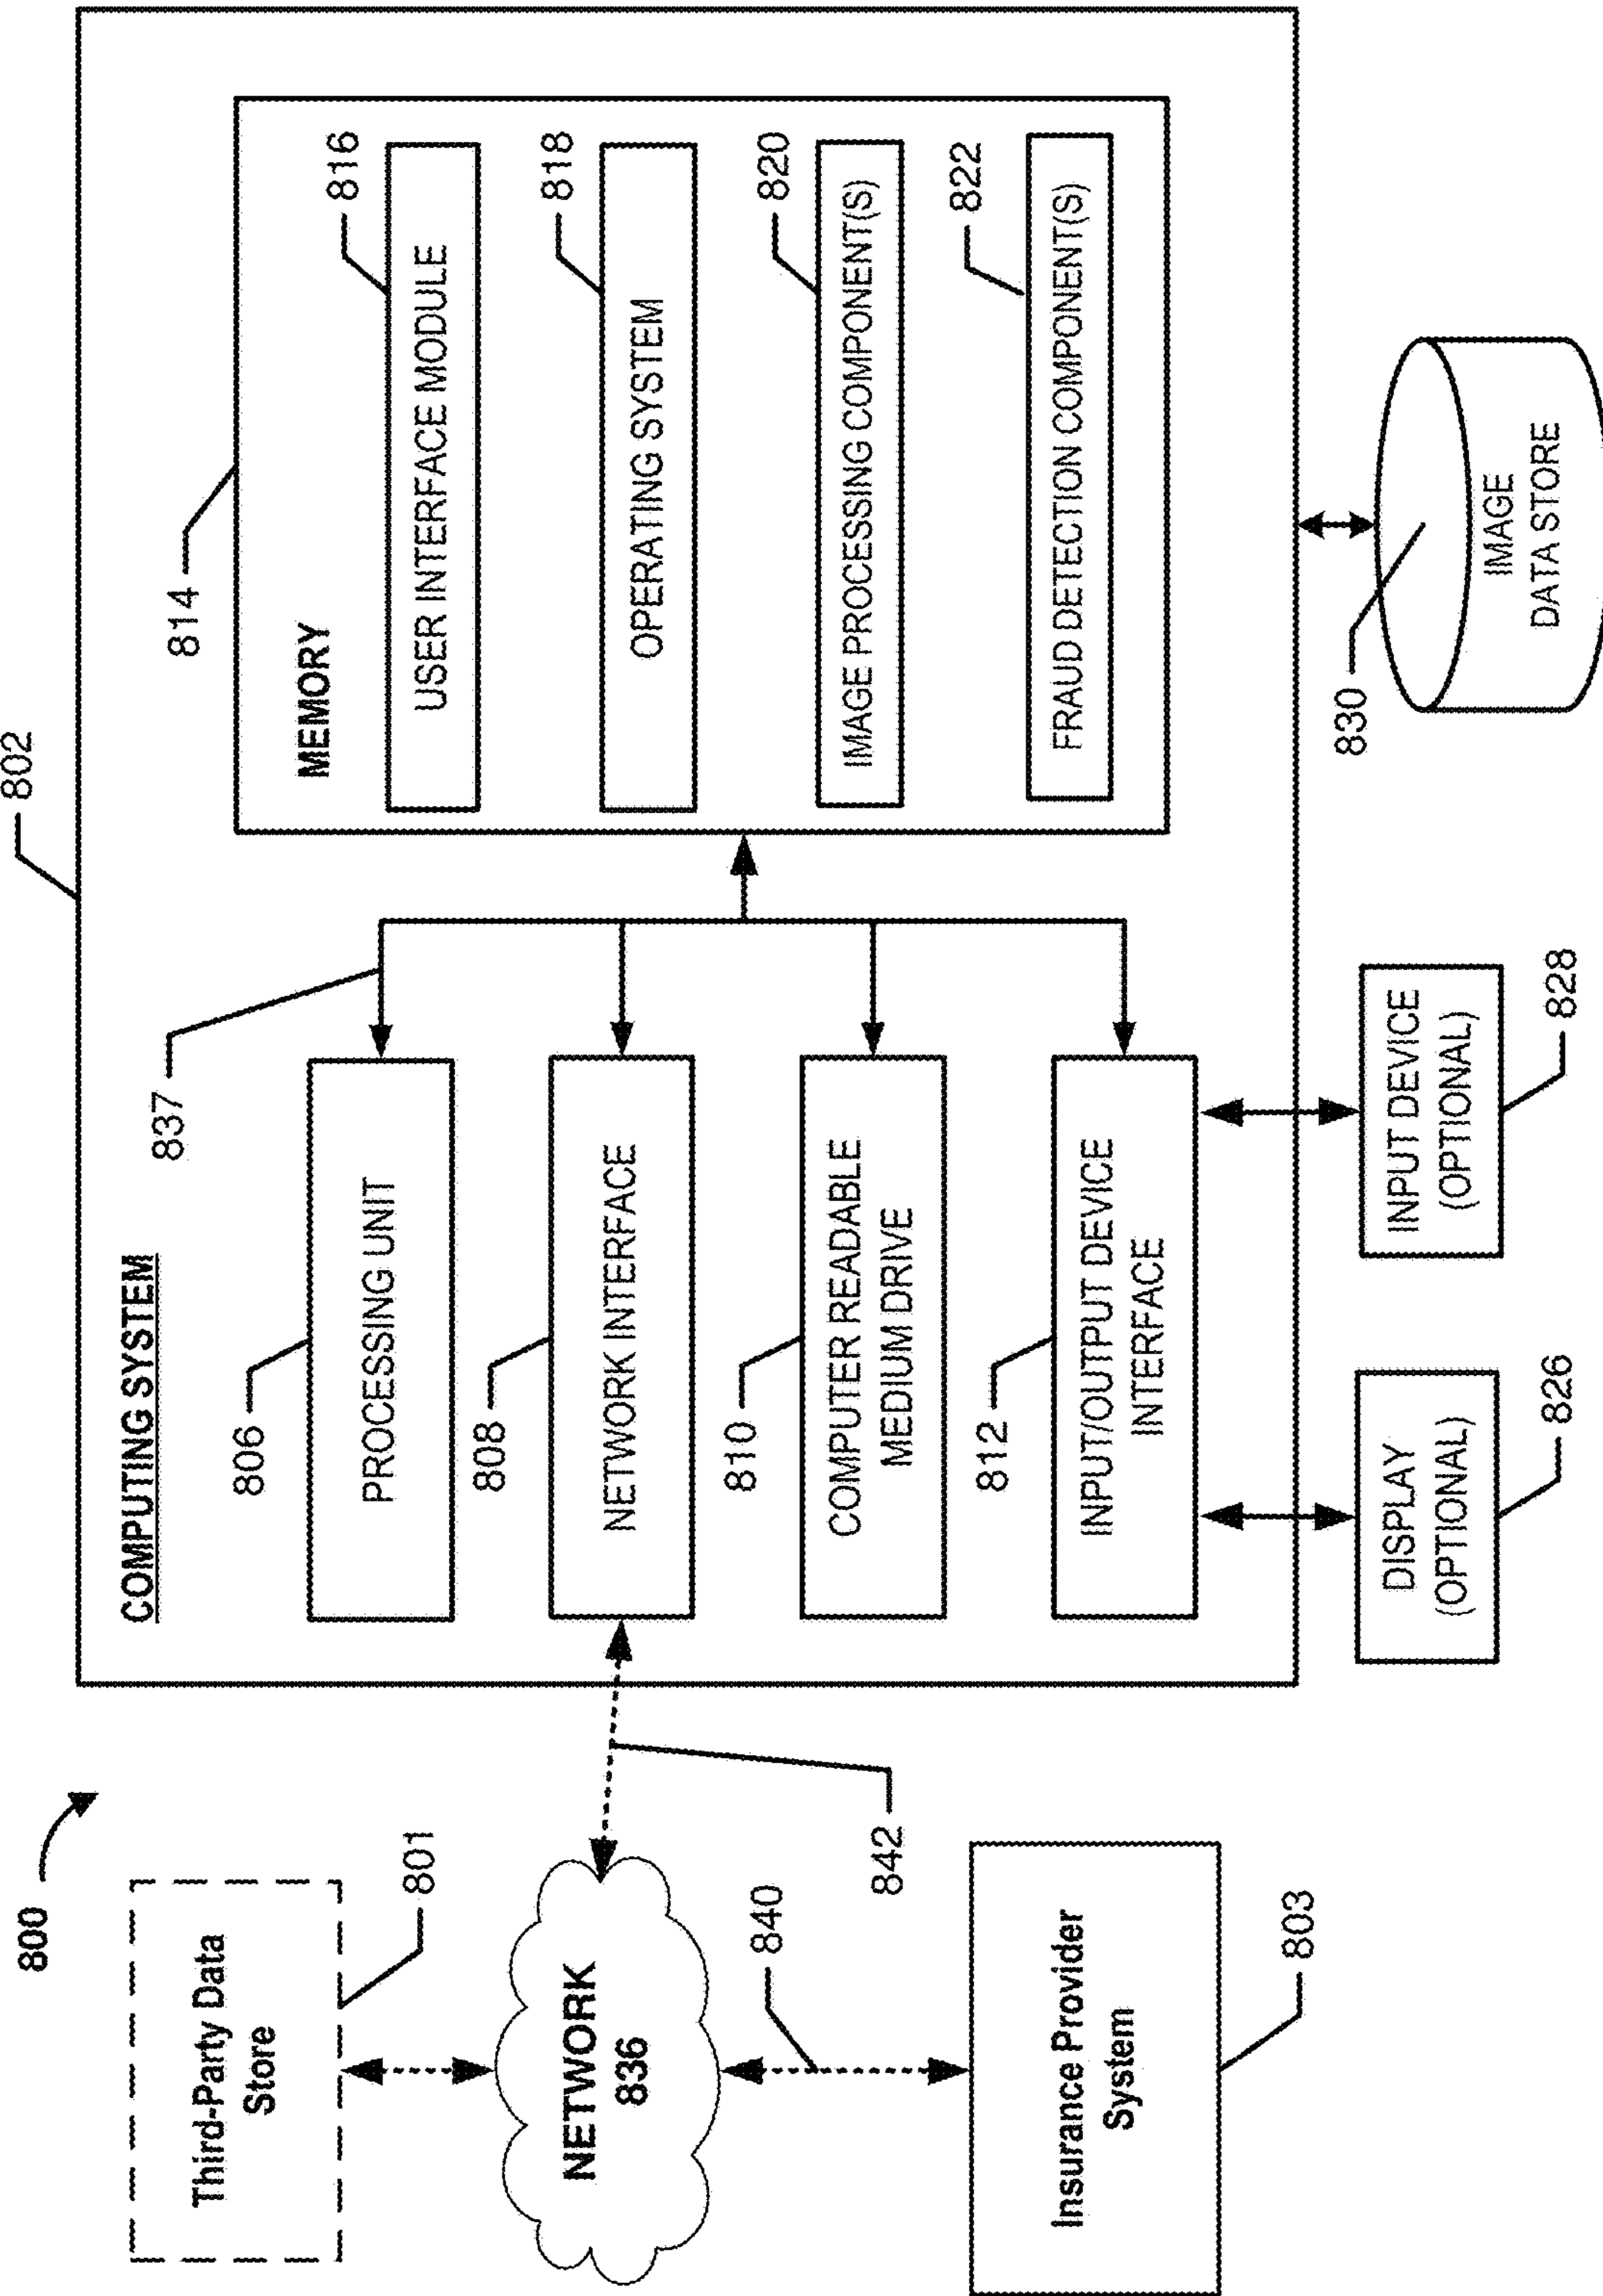 800
802
Third-Party Data
Store
801
NETWORK
836
840
842
Insurance Provider
System
803
COMPUTING SYSTEM
837
806
PROCESSING UNIT
808
NETWORK INTERFACE
810
COMPUTER READABLE
MEDIUM DRIVE
812
INPUT/OUTPUT DEVICE
INTERFACE
814
MEMORY
816
USER INTERFACE MODULE
818
OPERATING SYSTEM
820
IMAGE PROCESSING COMPONENT(S)
822
FRAUD DETECTION COMPONENT(S)
DISPLAY
(OPTIONAL)
826
INPUT DEVICE
(OPTIONAL)
828
830
IMAGE
DATA STORE